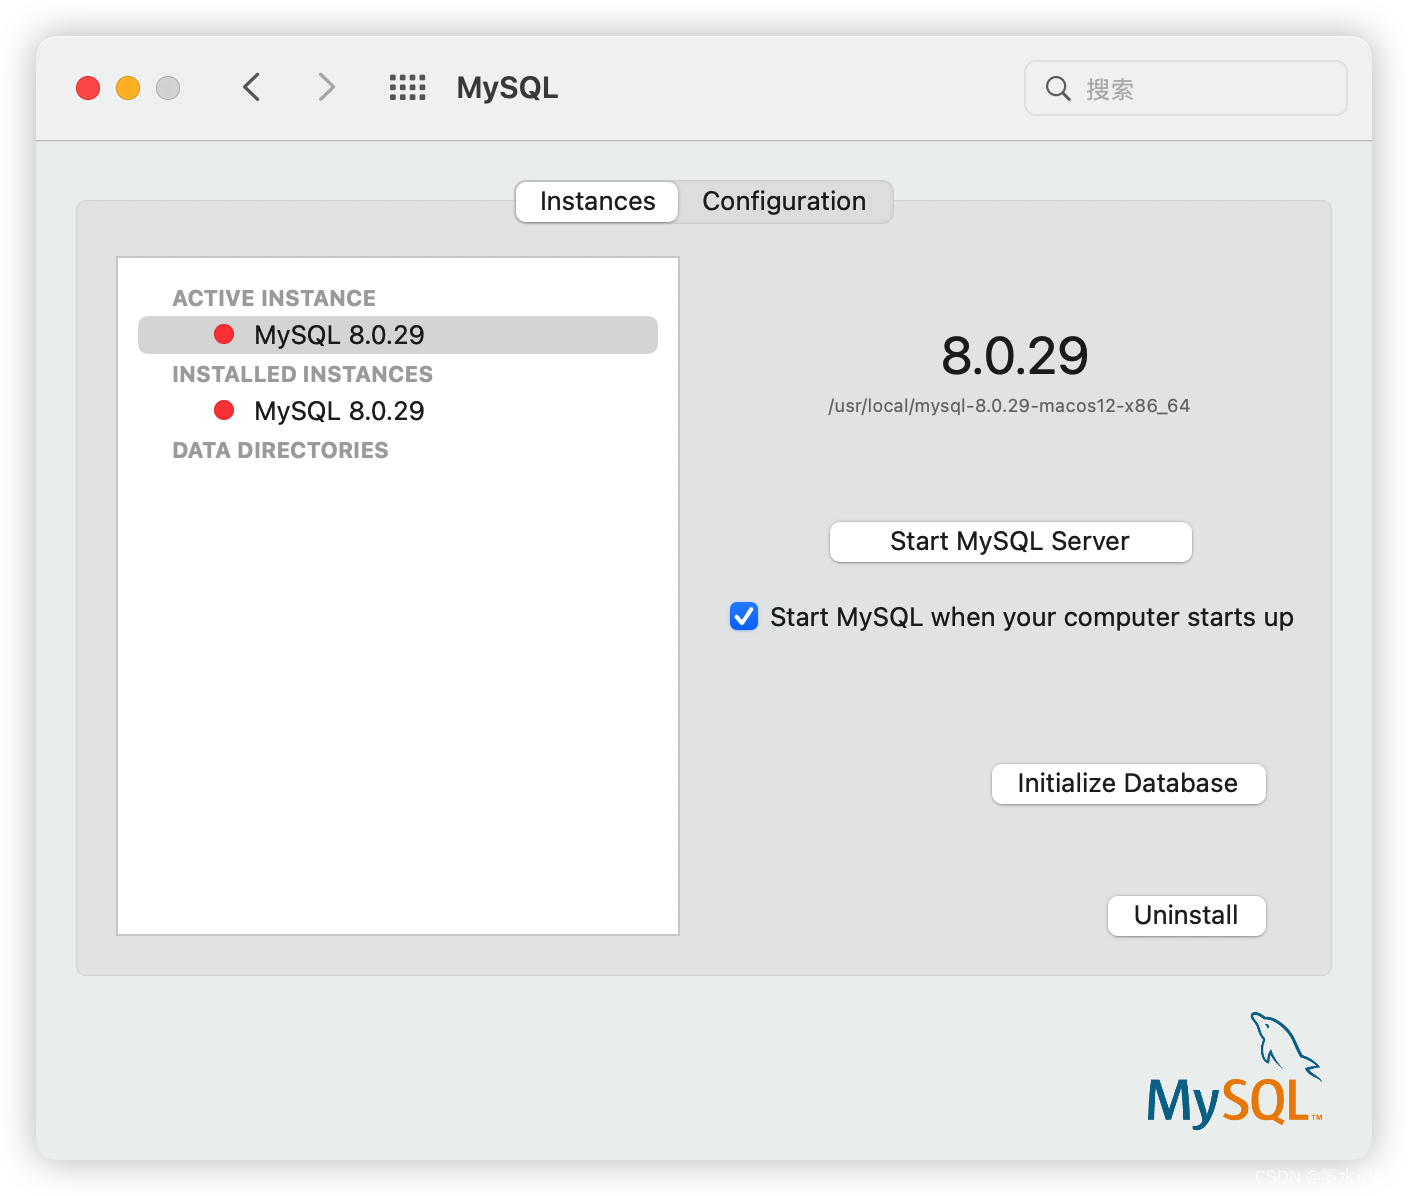 MySQL
搜索
Instances
Configuration
ACTIVE INSTANCE
MySQL 8.0.29
INSTALLED INSTANCES
MySQL 8.0.29
DATA DIRECTORIES
8.0.29
/usr/local/mysql-8.0.29-macos12-x86_64
Start MySQL Server
Start MySQL when your computer starts up
Initialize Database
Uninstall
MySQL™
CSDN